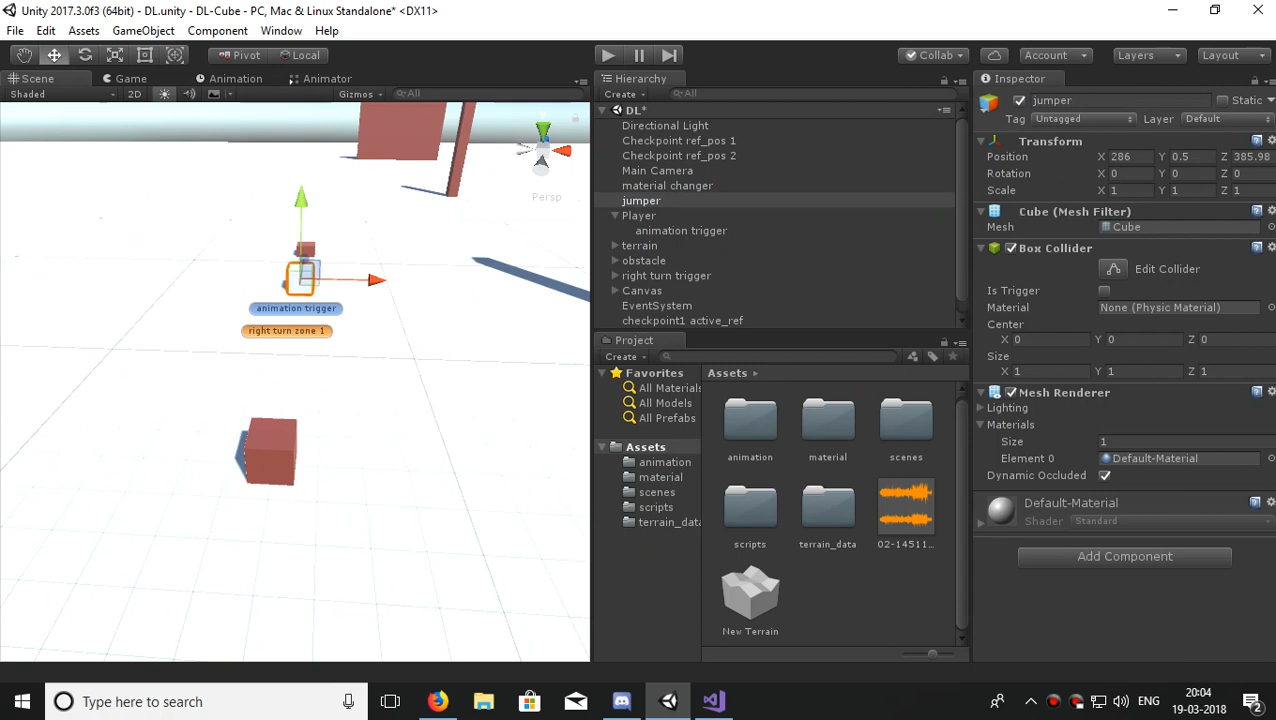 Unity 2017.3.0f3 (64bit) - DL.unity - DL-Cube - PC, Mac & Linux Standalone* <DX11>
File Edit Assets GameObject Component Window Help
Pivot Local Collab Account Layers Layout
Scene Game Animation Animator Hierarchy Inspector
Shaded 2D Gizmos All Create All
jumper Static
Tag Untagged Layer Default
DL*
Directional Light
Checkpoint ref_pos 1
Checkpoint ref_pos 2
Main Camera
material changer
jumper
Player
animation trigger
terrain
obstacle
right turn trigger
Canvas
EventSystem
checkpoint1 active_ref
Persp
animation trigger
right turn zone 1
Transform
Position X 286 Y 0.5 Z 385.98
Rotation X 0 Y 0 Z 0
Scale X 1 Y 1 Z 1
Cube (Mesh Filter)
Mesh Cube
Box Collider
Edit Collider
Is Trigger
Material None (Physic Material)
Center
X 0 Y 0 Z 0
Size
X 1 Y 1 Z 1
Mesh Renderer
Lighting
Materials
Size 1
Element 0 Default-Material
Dynamic Occluded
Default-Material
Shader Standard
Add Component
Project
Create
Favorites
All Materials
All Models
All Prefabs
Assets
animation
material
scenes
scripts
terrain_data
Assets
animation material scenes
scripts terrain_data 02-14511...
New Terrain
Type here to search
ENG
20:04
19-03-2018
2